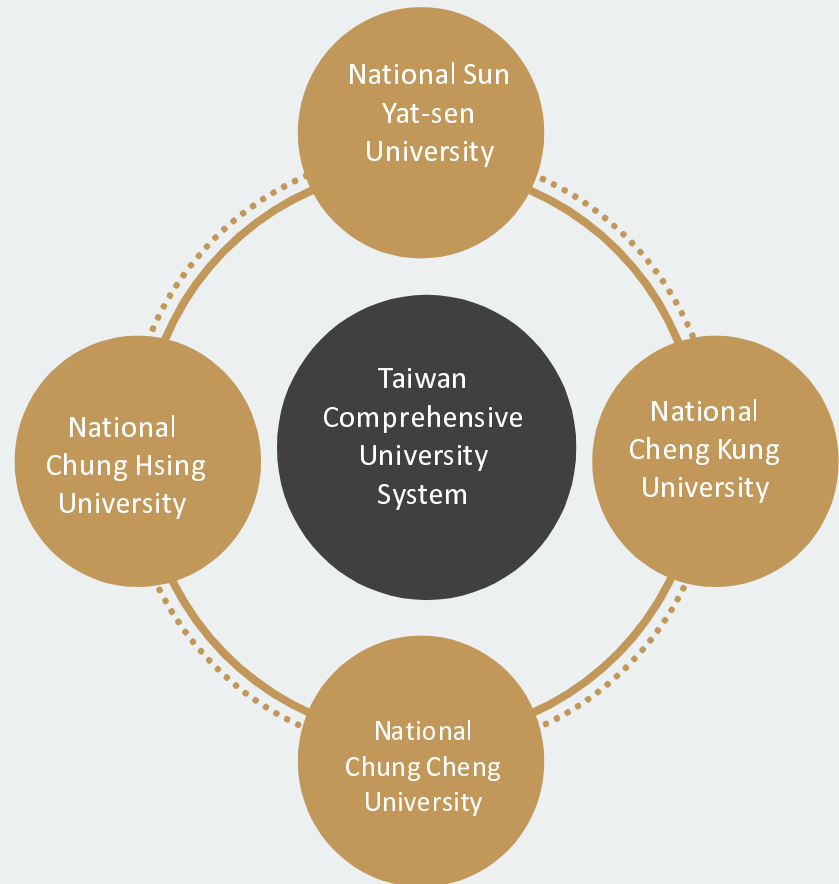 National Sun
Yat-sen
University
Taiwan
Comprehensive
University
System
National
Chung Hsing
University
National
Cheng Kung
University
National
Chung Cheng
University